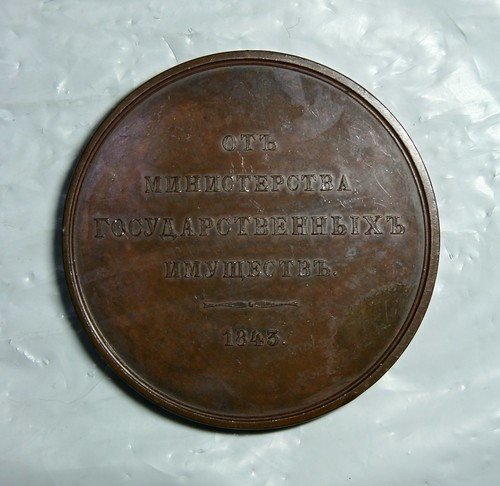 ОТЪ
МИНИСТЕРСТВА
ГОСУДАРСТВЕННЫХЪ
ИМУЩЕСТВЪ.
1843.